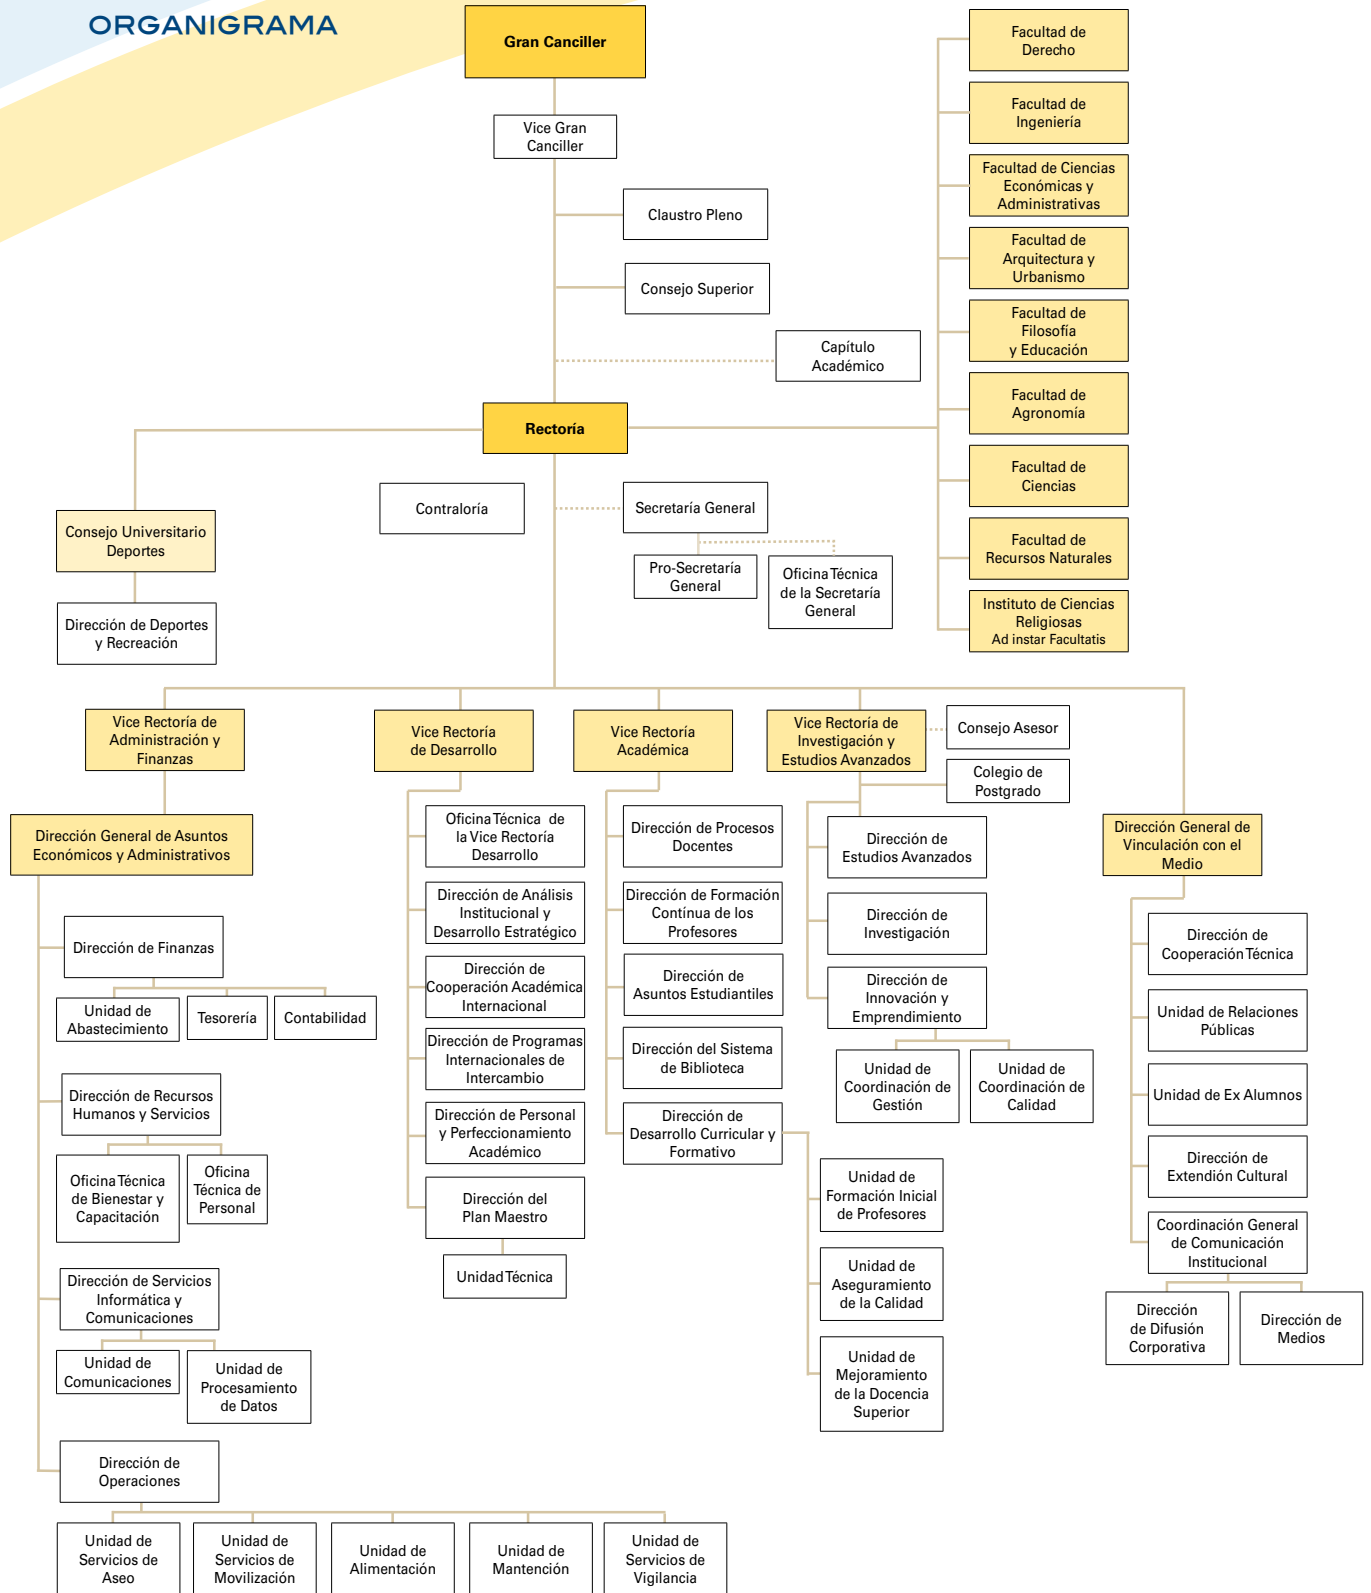 ORGANIGRAMA
Gran Canciller
Vice Gran
Canciller
Claustro Pleno
Consejo Superior
Capítulo
Académico
Rectoría
Facultad de
Derecho
Facultad de
Ingeniería
Facultad de Ciencias
Económicas y
Administrativas
Facultad de
Arquitectura y
Urbanismo
Facultad de
Filosofía
y Educación
Facultad de
Agronomía
Facultad de
Ciencias
Facultad de
Recursos Naturales
Instituto de Ciencias
Religiosas
Ad instar Facultatis
Contraloría
Secretaría General
Pro-Secretaría
General
Oficina Técnica
de la Secretaría
General
Consejo Universitario
Deportes
Dirección de Deportes
y Recreación
Vice Rectoría de
Administración y
Finanzas
Dirección General de Asuntos
Económicos y Administrativos
Dirección de Finanzas
Unidad de
Abastecimiento
Tesorería
Contabilidad
Dirección de Recursos
Humanos y Servicios
Oficina Técnica
de Bienestar y
Capacitación
Oficina
Técnica de
Personal
Dirección de Servicios
Informática y
Comunicaciones
Unidad de
Comunicaciones
Unidad de
Procesamiento
de Datos
Dirección de
Operaciones
Unidad de
Servicios de
Aseo
Unidad de
Servicios de
Movilización
Unidad de
Alimentación
Unidad de
Mantención
Unidad de
Servicios de
Vigilancia
Vice Rectoría
de Desarrollo
Oficina Técnica de
la Vice Rectoría
Desarrollo
Dirección de Análisis
Institucional y
Desarrollo Estratégico
Dirección de
Cooperación Académica
Internacional
Dirección de Programas
Internacionales de
Intercambio
Dirección de Personal
y Perfeccionamiento
Académico
Dirección del
Plan Maestro
Unidad Técnica
Vice Rectoría
Académica
Dirección de Procesos
Docentes
Dirección de Formación
Contínua de los
Profesores
Dirección de
Asuntos Estudiantiles
Dirección del Sistema
de Biblioteca
Dirección de
Desarrollo Curricular y
Formativo
Unidad de
Formación Inicial
de Profesores
Unidad de
Aseguramiento
de la Calidad
Unidad de
Mejoramiento
de la Docencia
Superior
Vice Rectoría de
Investigación y
Estudios Avanzados
Consejo Asesor
Colegio de
Postgrado
Dirección de
Estudios Avanzados
Dirección de
Investigación
Dirección de
Innovación y
Emprendimiento
Unidad de
Coordinación de
Gestión
Unidad de
Coordinación de
Calidad
Dirección General de
Vinculación con el
Medio
Dirección de
Cooperación Técnica
Unidad de Relaciones
Públicas
Unidad de Ex Alumnos
Dirección de
Extendión Cultural
Coordinación General
de Comunicación
Institucional
Dirección
de Difusión
Corporativa
Dirección de
Medios